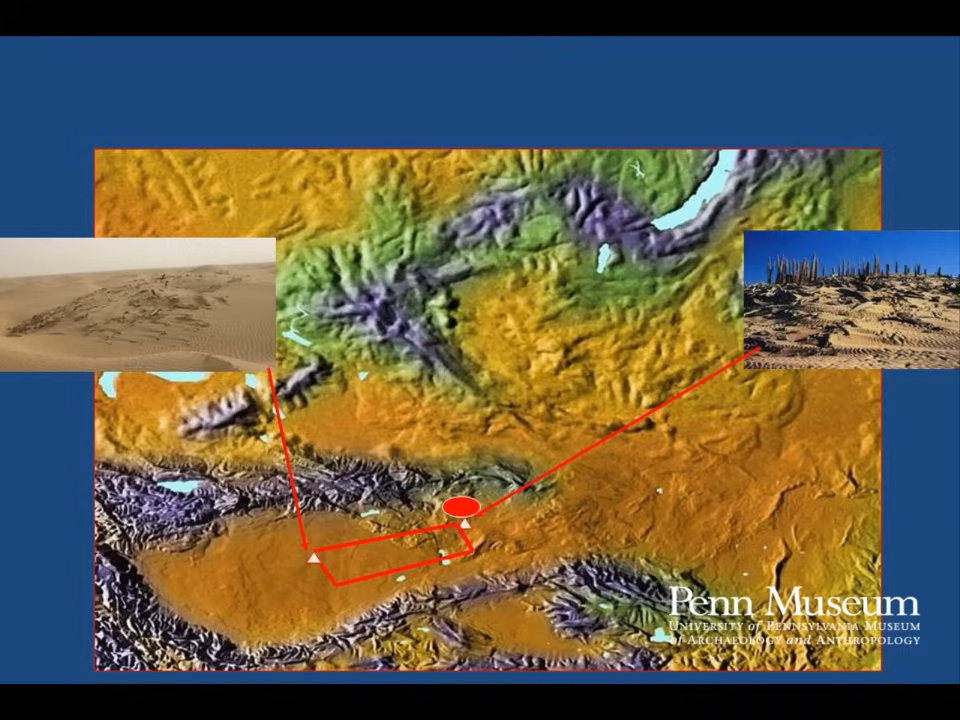 Penn Museum
UNIVERSITY of PENNSYLVANIA MUSEUM
of ARCHAEOLOGY and ANTHROPOLOGY